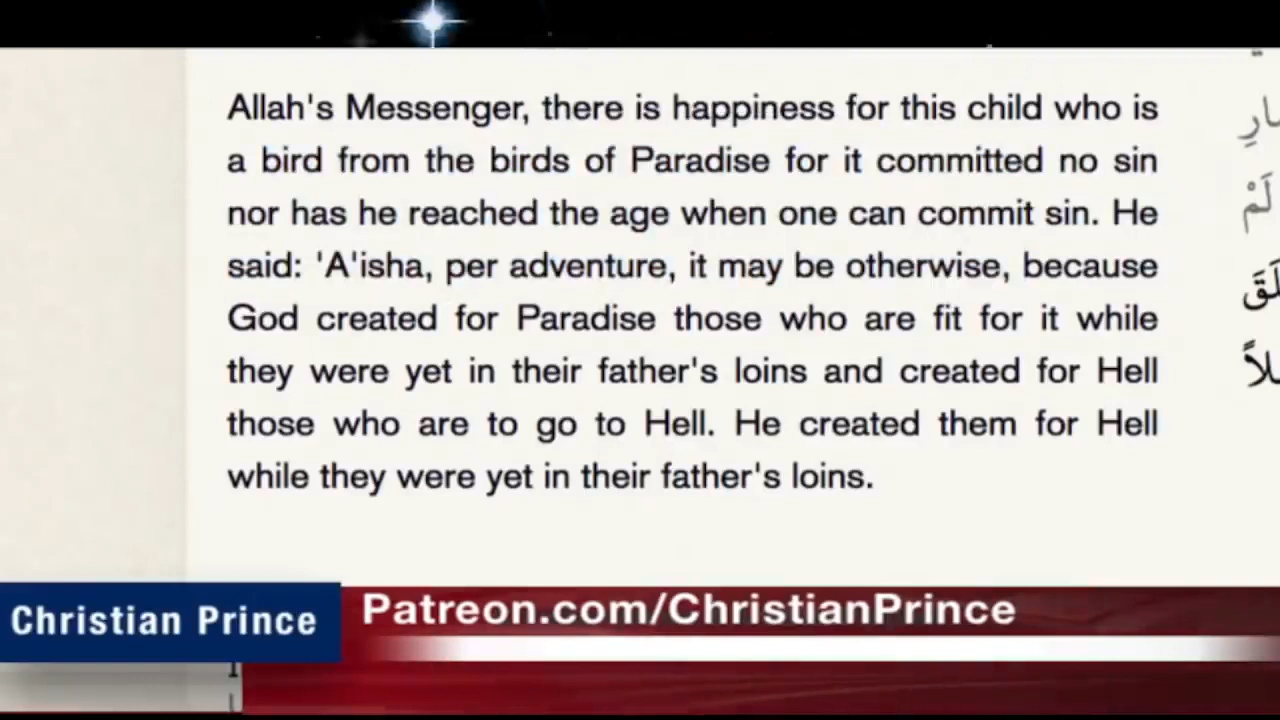 Allah's Messenger, there is happiness for this child who is
a bird from the birds of Paradise for it committed no sin
nor has he reached the age when one can commit sin. He
said: 'A'isha, per adventure, it may be otherwise, because
God created for Paradise those who are fit for it while
they were yet in their father's loins and created for Hell
those who are to go to Hell. He created them for Hell
while they were yet in their father's loins.
لَمْ
Christian Prince
Patreon.com/ChristianPrince